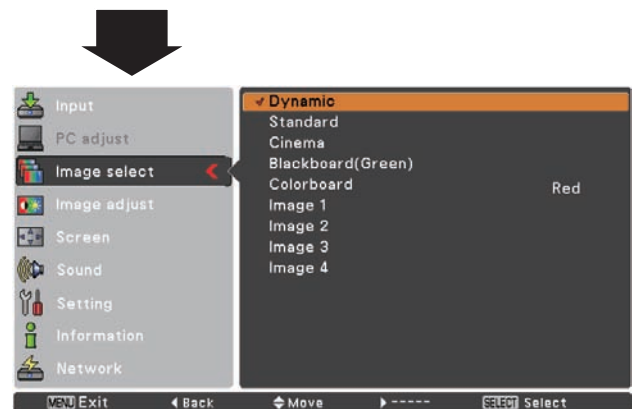 Input
PC adjust
Image select
Image adjust
Screen
Sound
Setting
Information
Network
Dynamic
Standard
Cinema
Blackboard(Green)
Colorboard Red
Image 1
Image 2
Image 3
Image 4
MENU Exit Back Move ----- SELECT Select